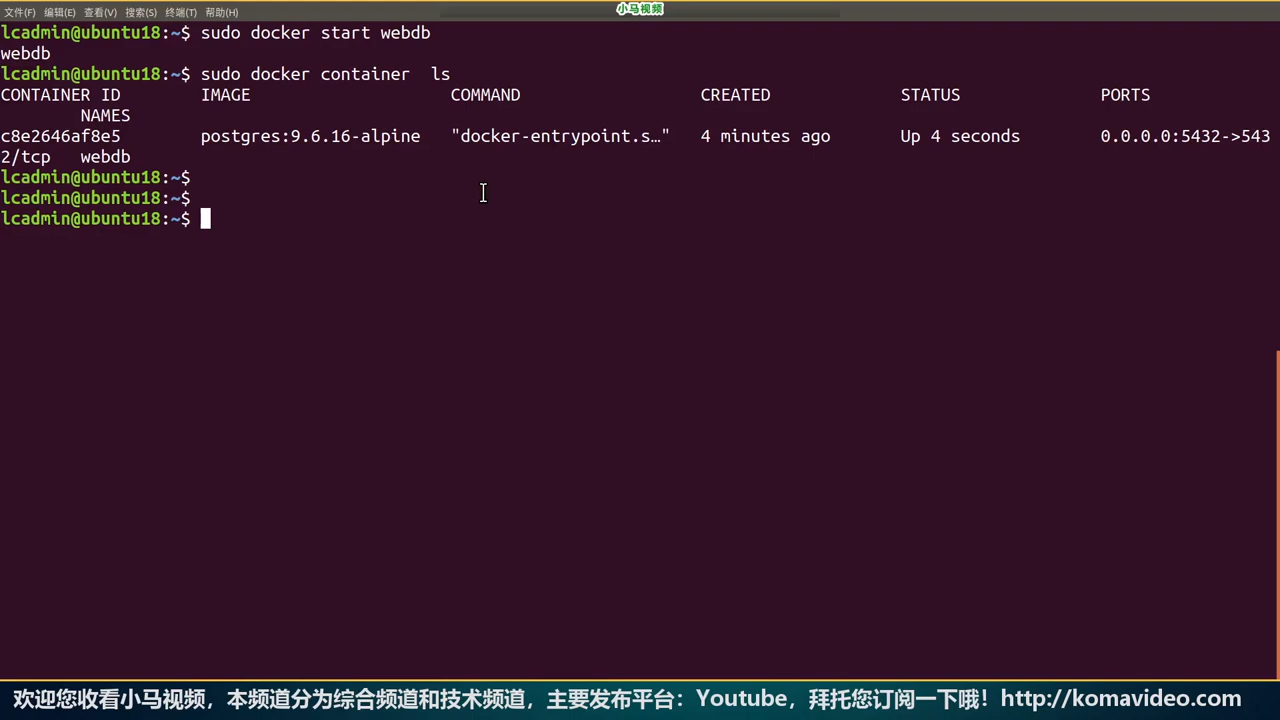 小马视频
文件(F) 编辑(E) 查看(V) 搜索(S) 终端(T) 帮助(H)
lcadmin@ubuntu18:~$ sudo docker start webdb
webdb
lcadmin@ubuntu18:~$ sudo docker container  ls
CONTAINER ID        IMAGE                    COMMAND                  CREATED             STATUS              PORTS
        NAMES
c8e2646af8e5        postgres:9.6.16-alpine   "docker-entrypoint.s…"   4 minutes ago       Up 4 seconds        0.0.0.0:5432->543
2/tcp   webdb
lcadmin@ubuntu18:~$
lcadmin@ubuntu18:~$
lcadmin@ubuntu18:~$
欢迎您收看小马视频，本频道分为综合频道和技术频道，主要发布平台：Youtube，拜托您订阅一下哦！http://komavideo.com